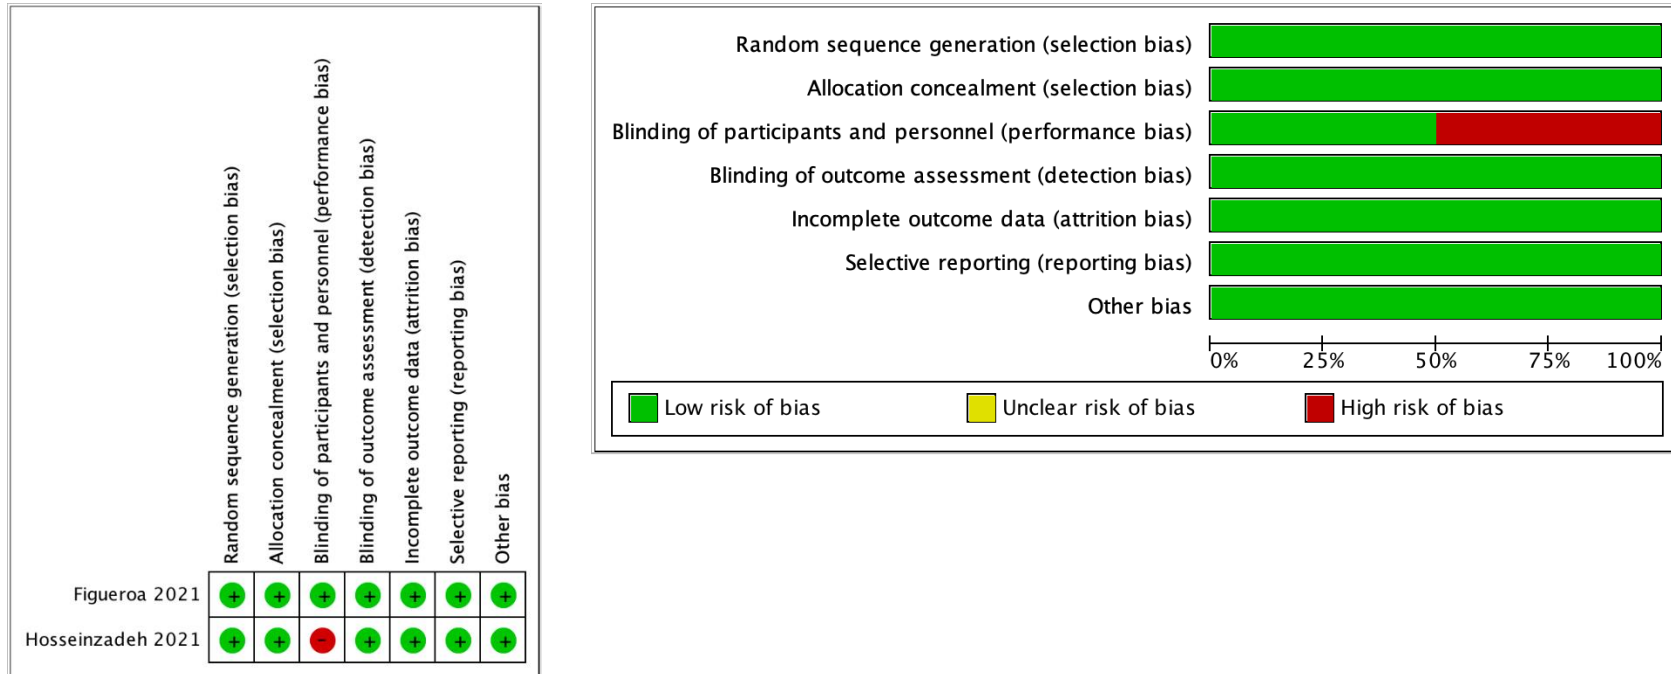 Random sequence generation (selection bias)
Allocation concealment (selection bias)
Blinding of participants and personnel (performance bias)
Blinding of outcome assessment (detection bias)
Incomplete outcome data (attrition bias)
Selective reporting (reporting bias)
Other bias
Figueroa 2021 + + + + + + +
Hosseinzadeh 2021 + + - + + + +
Random sequence generation (selection bias)
Allocation concealment (selection bias)
Blinding of participants and personnel (performance bias)
Blinding of outcome assessment (detection bias)
Incomplete outcome data (attrition bias)
Selective reporting (reporting bias)
Other bias
0% 25% 50% 75% 100%
Low risk of bias Unclear risk of bias High risk of bias